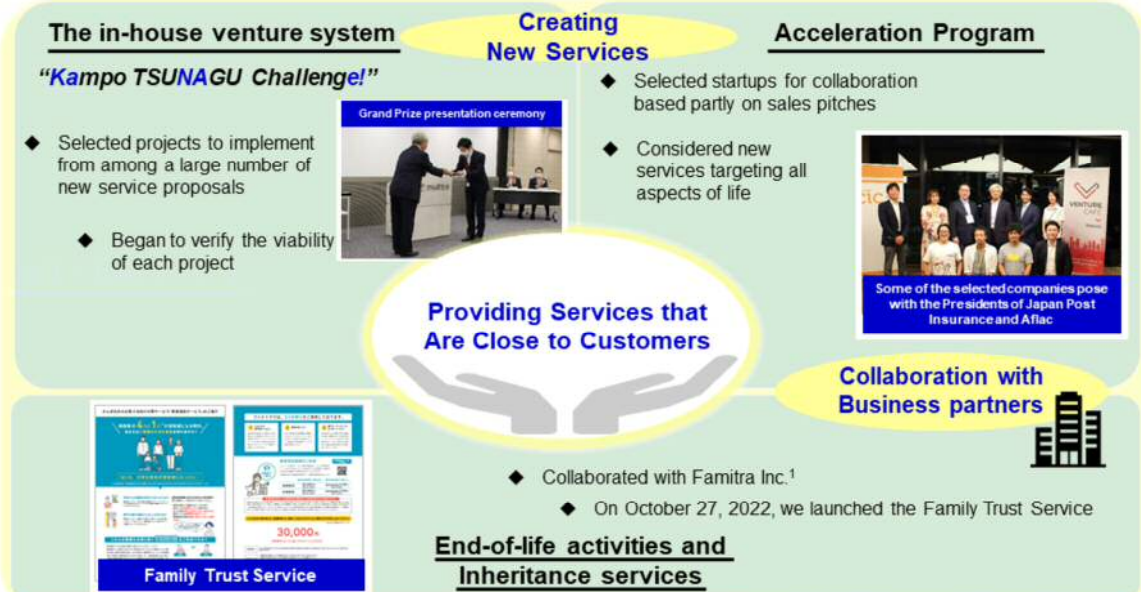 Creating
New Services
The in-house venture system
“Kampo TSUNAGU Challenge!”
◆ Selected projects to implement
from among a large number of
new service proposals
◆ Began to verify the viability
of each project
Grand Prize presentation ceremony
Acceleration Program
◆ Selected startups for collaboration
based partly on sales pitches
◆ Considered new
services targeting all
aspects of life
cic
VENTURE
CAFE
Some of the selected companies pose
with the Presidents of Japan Post
Insurance and Aflac
Providing Services that
Are Close to Customers
Collaboration with
Business partners
◆ Collaborated with Famitra Inc.¹
◆ On October 27, 2022, we launched the Family Trust Service
End-of-life activities and
Inheritance services
30,000
Family Trust Service